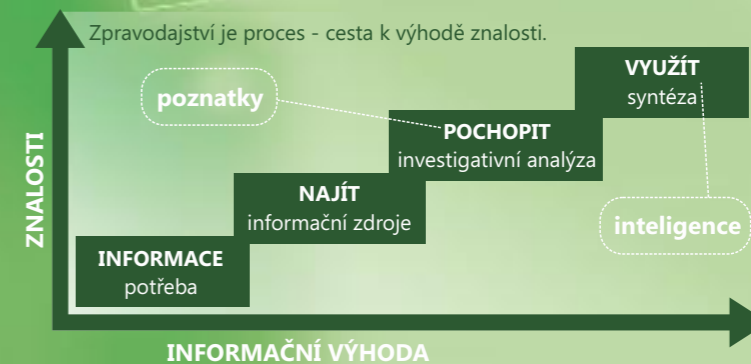 Zpravodajství je proces - cesta k výhodě znalosti.
VYUŽÍT
syntéza
poznatky
POCHOPIT
investigativní analýza
NAJÍT
informační zdroje
inteligence
INFORMACE
potřeba
ZNALOSTI
INFORMAČNÍ VÝHODA